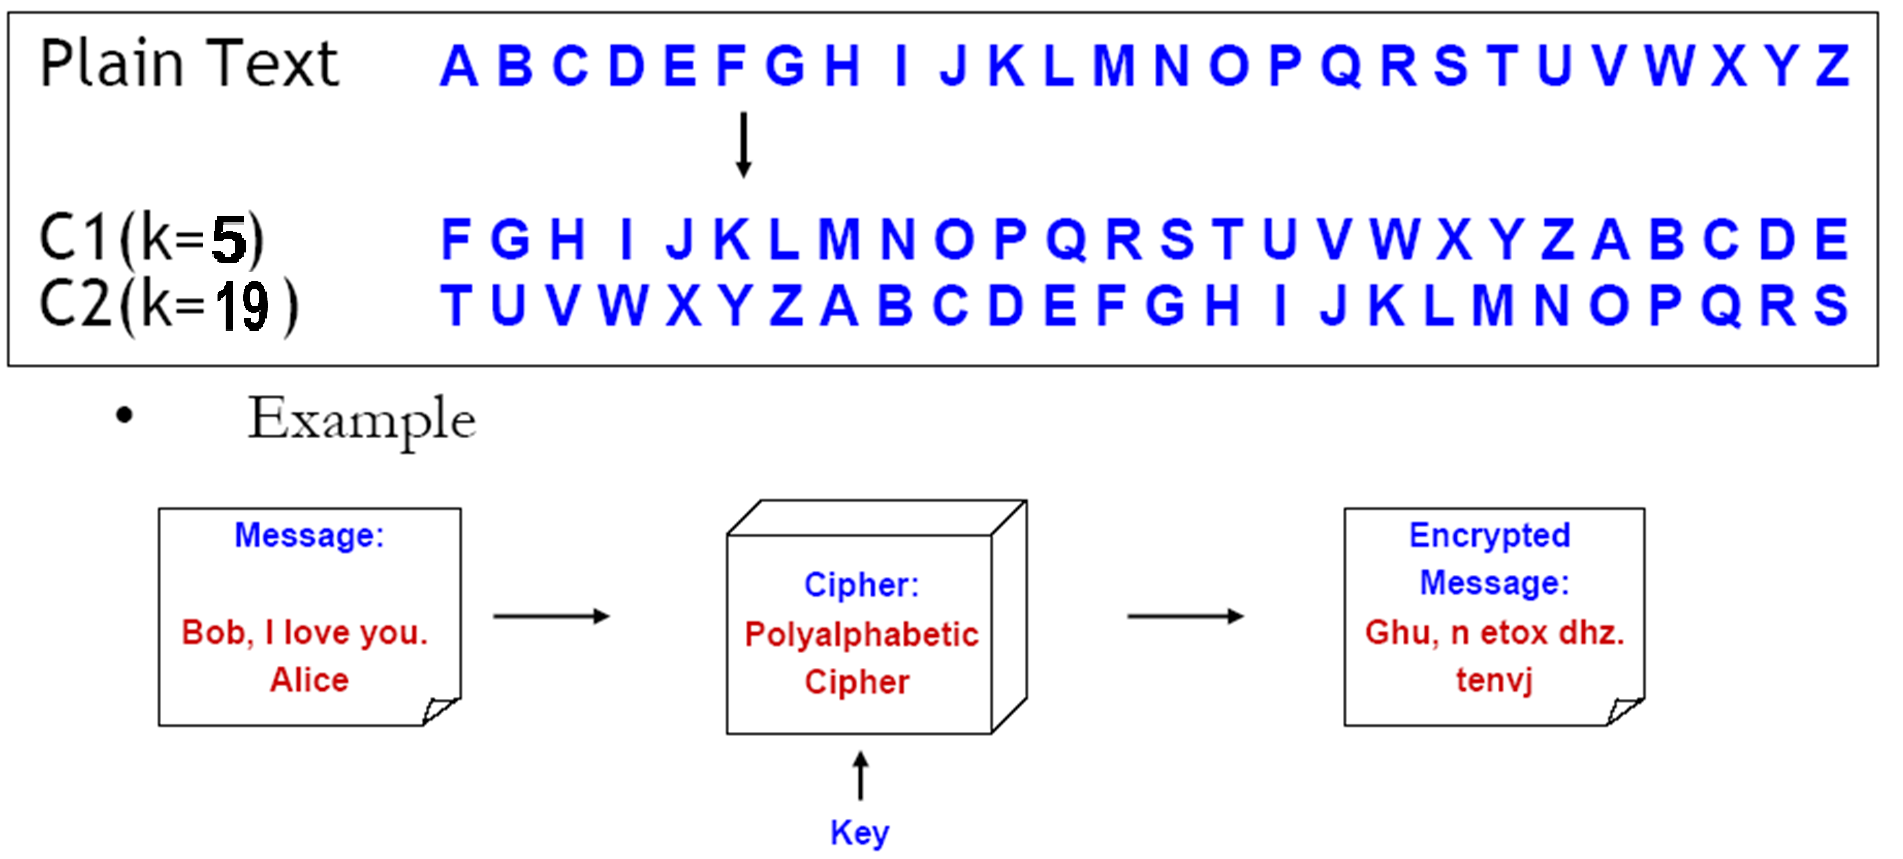 Plain Text A B C D E F G H I J K L M N O P Q R S T U V W X Y Z
C1(k=5) F G H I J K L M N O P Q R S T U V W X Y Z A B C D E
C2(k=19 ) T U V W X Y Z A B C D E F G H I J K L M N O P Q R S
• Example
Message:
Bob, I love you.
Alice
Cipher:
Polyalphabetic
Cipher
Key
Encrypted
Message:
Ghu, n etox dhz.
tenvj